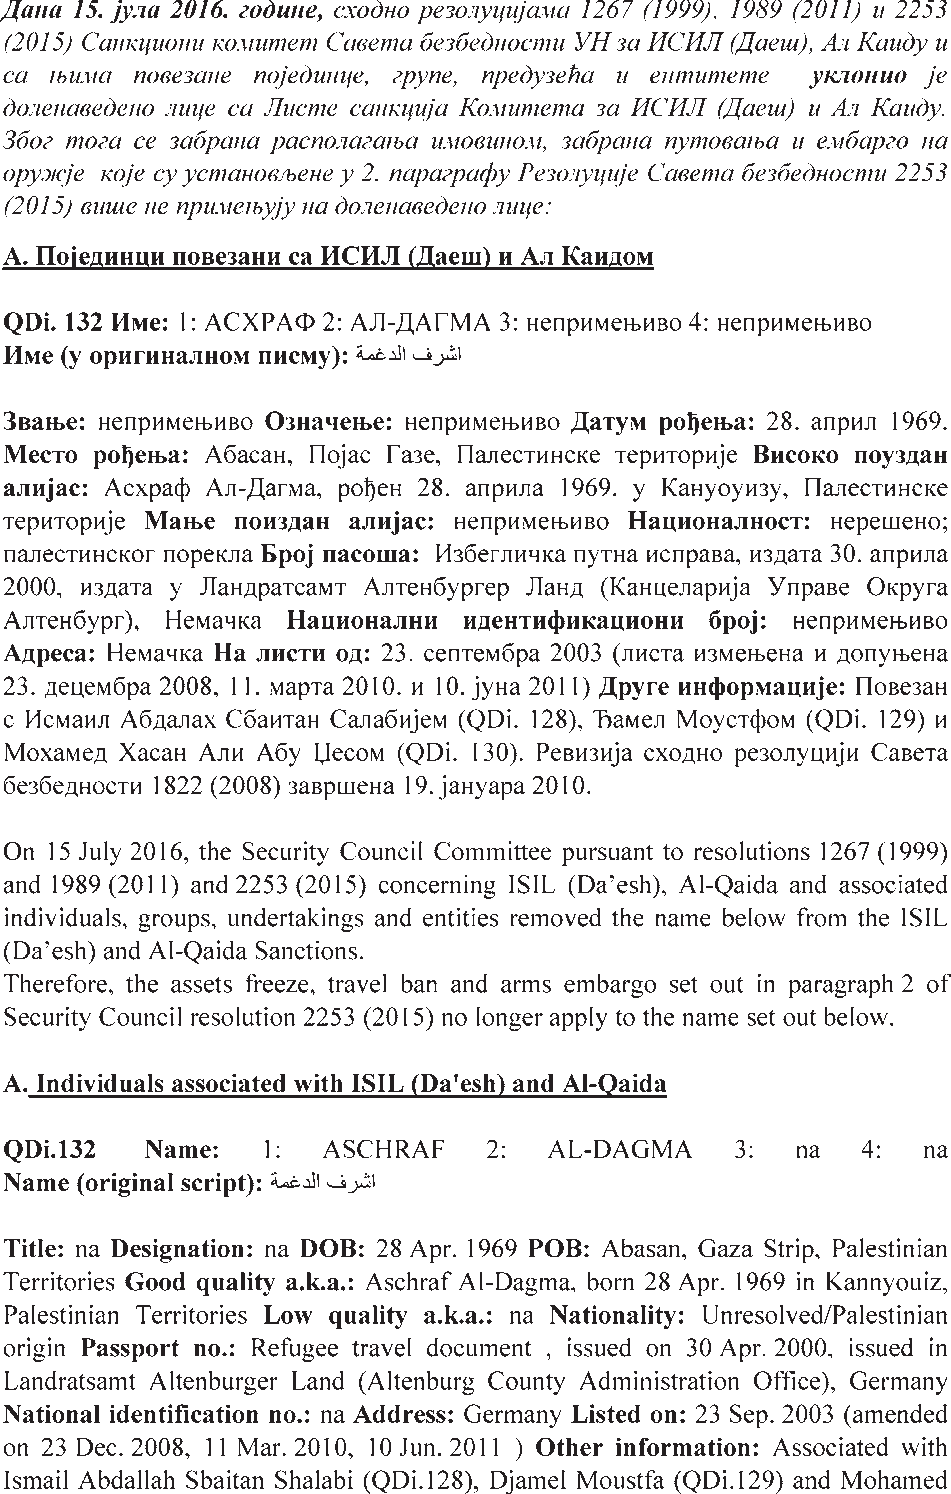 Дана 15. јула 2016. године, сходно резолуцијама 1267 (1999). 1989 (2011) и 2253
(2015) Санкциони комитет Савета безбедности УН за ИСИЛ (Даеш), Ал Каиду и
са њима повезане појединце, групе, предузећа и ентитете уклонио је
доленаведено лице са Листе санкција Комитета за ИСИЛ (Даеш) и Ал Каиду.
Због тога се забрана располагања имовином, забрана путовања и ембарго на
оружје које су установљене у 2. параграфу Резолуције Савета безбедности 2253
(2015) више не примењују на доленаведено лице:
А. Појединци повезани са ИСИЛ (Даеш) и Ал Каидом
QDi. 132 Име: 1: АСХРАФ 2: АЛ-ДАГМА 3: непримењиво 4: непримењиво
Име (у оригиналном писму): اشرف الدغمة
Звање: непримењиво Означење: непримењиво Датум рођења: 28. април 1969.
Место рођења: Абасан, Појас Газе, Палестинске територије Високо поуздан
алијас: Асхраф Ал-Дагма, рођен 28. априла 1969. у Кануоуизу, Палестинске
територије Мање поиздан алијас: непримењиво Националност: нерешено;
палестинског порекла Број пасоша: Избегличка путна исправа, издата 30. априла
2000, издата у Ландратсамт Алтенбургер Ланд (Канцеларија Управе Округа
Алтенбург), Немачка Национални идентификациони број: непримењиво
Адреса: Немачка На листи од: 23. септембра 2003 (листа измењена и допуњена
23. децембра 2008, 11. марта 2010. и 10. јуна 2011) Друге информације: Повезан
с Исмаил Абдалах Сбаитан Салабијем (QDi. 128), Ђамел Моустфом (QDi. 129) и
Мохамед Хасан Али Абу Џесом (QDi. 130). Ревизија сходно резолуцији Савета
безбедности 1822 (2008) завршена 19. јануара 2010.
On 15 July 2016, the Security Council Committee pursuant to resolutions 1267 (1999)
and 1989 (2011) and 2253 (2015) concerning ISIL (Da’esh), Al-Qaida and associated
individuals, groups, undertakings and entities removed the name below from the ISIL
(Da’esh) and Al-Qaida Sanctions.
Therefore, the assets freeze, travel ban and arms embargo set out in paragraph 2 of
Security Council resolution 2253 (2015) no longer apply to the name set out below.
A. Individuals associated with ISIL (Da'esh) and Al-Qaida
QDi.132 Name: 1: ASCHRAF 2: AL-DAGMA 3: na 4: na
Name (original script): اشرف الدغمة
Title: na Designation: na DOB: 28 Apr. 1969 POB: Abasan, Gaza Strip, Palestinian
Territories Good quality a.k.a.: Aschraf Al-Dagma, born 28 Apr. 1969 in Kannyouiz,
Palestinian Territories Low quality a.k.a.: na Nationality: Unresolved/Palestinian
origin Passport no.: Refugee travel document , issued on 30 Apr. 2000, issued in
Landratsamt Altenburger Land (Altenburg County Administration Office), Germany
National identification no.: na Address: Germany Listed on: 23 Sep. 2003 (amended
on 23 Dec. 2008, 11 Mar. 2010, 10 Jun. 2011 ) Other information: Associated with
Ismail Abdallah Sbaitan Shalabi (QDi.128), Djamel Moustfa (QDi.129) and Mohamed